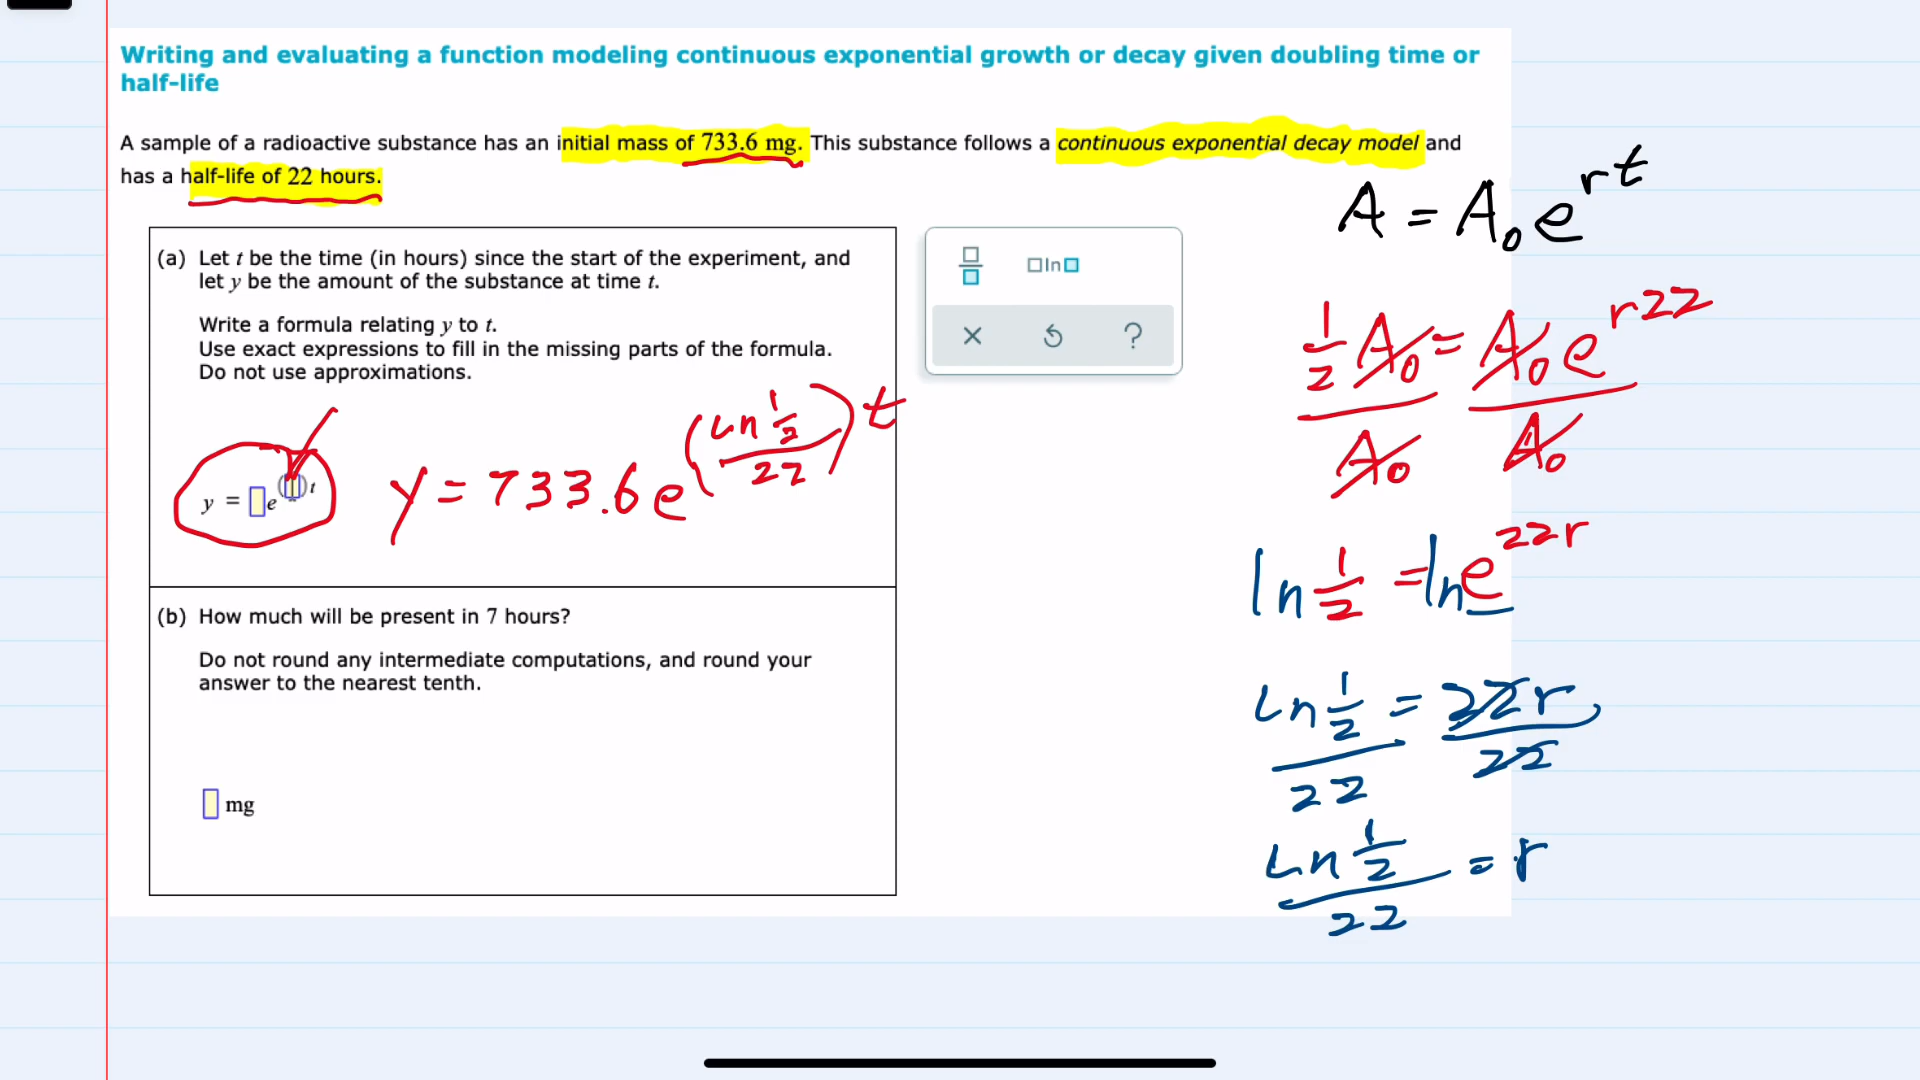 Writing and evaluating a function modeling continuous exponential growth or decay given doubling time or
half-life
A sample of a radioactive substance has an initial mass of 733.6 mg. This substance follows a continuous exponential decay model and
has a half-life of 22 hours.
(a) Let t be the time (in hours) since the start of the experiment, and
let y be the amount of the substance at time t.
Write a formula relating y to t.
Use exact expressions to fill in the missing parts of the formula.
Do not use approximations.
y = □e^(□)t
y = 733.6 e^(ln 1/2 / 22)t
(b) How much will be present in 7 hours?
Do not round any intermediate computations, and round your
answer to the nearest tenth.
□ mg
□/□ □ln□
× ↺ ?
A = A₀e^rt
1/2 A₀ / A₀ = A₀e^r22 / A₀
ln 1/2 = ln e^22r
Ln 1/2 / 22 = 22r / 22
Ln 1/2 / 22 = r